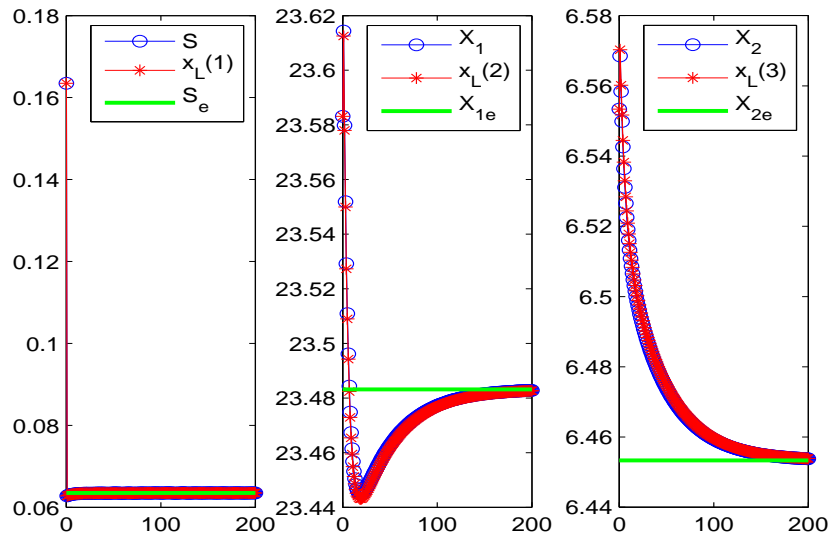 0.18
0.16
0.14
0.12
0.1
0.08
0.06
0 100 200
S
x_L(1)
S_e
23.62
23.6
23.58
23.56
23.54
23.52
23.5
23.48
23.46
23.44
0 100 200
X_1
x_L(2)
X_1e
6.58
6.56
6.54
6.52
6.5
6.48
6.46
6.44
0 100 200
X_2
x_L(3)
X_2e